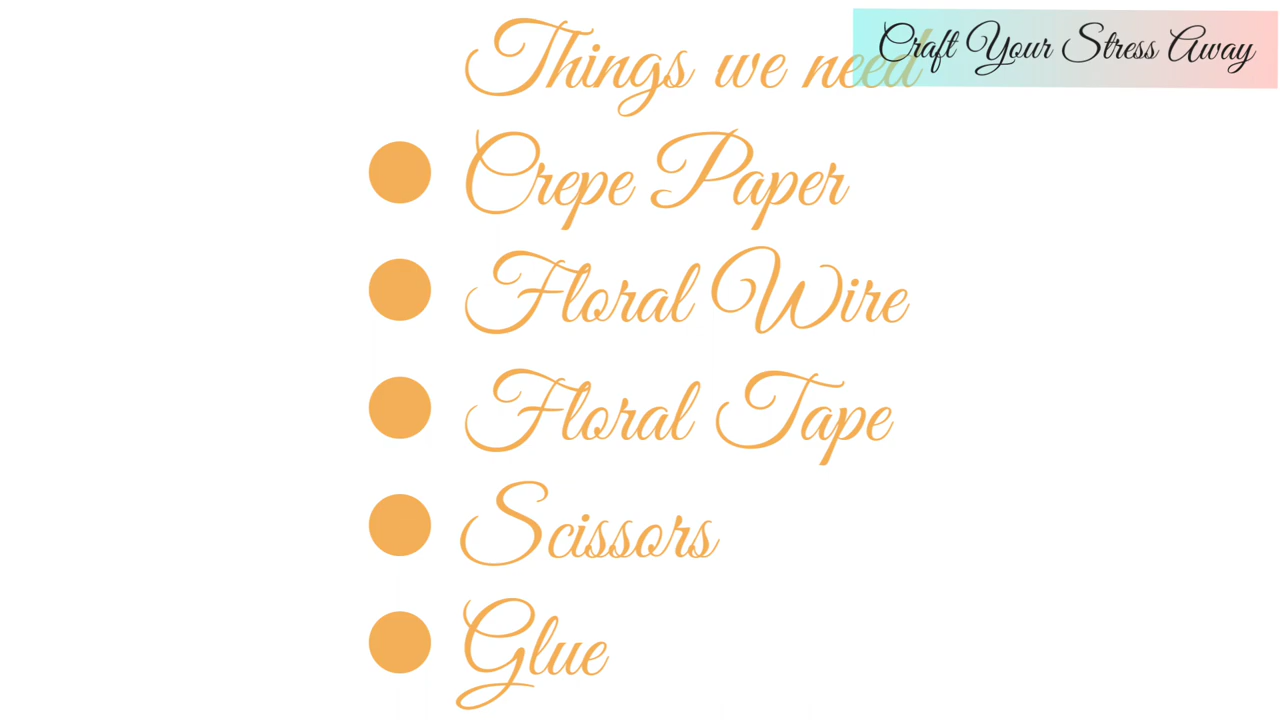 Things we need
Craft Your Stress Away
Crepe Paper
Floral Wire
Floral Tape
Scissors
Glue